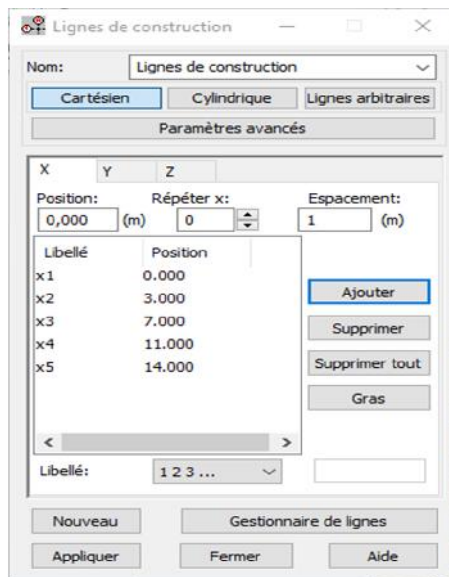 Lignes de construction
Nom: Lignes de construction
Cartésien Cylindrique Lignes arbitraires
Paramètres avancés
X Y Z
Position: Répéter x: Espacement:
0,000 (m) 0 1 (m)
Libellé Position
x1 0.000
x2 3.000
x3 7.000
x4 11.000
x5 14.000
Ajouter
Supprimer
Supprimer tout
Gras
Libellé: 1 2 3 ...
Nouveau Gestionnaire de lignes
Appliquer Fermer Aide